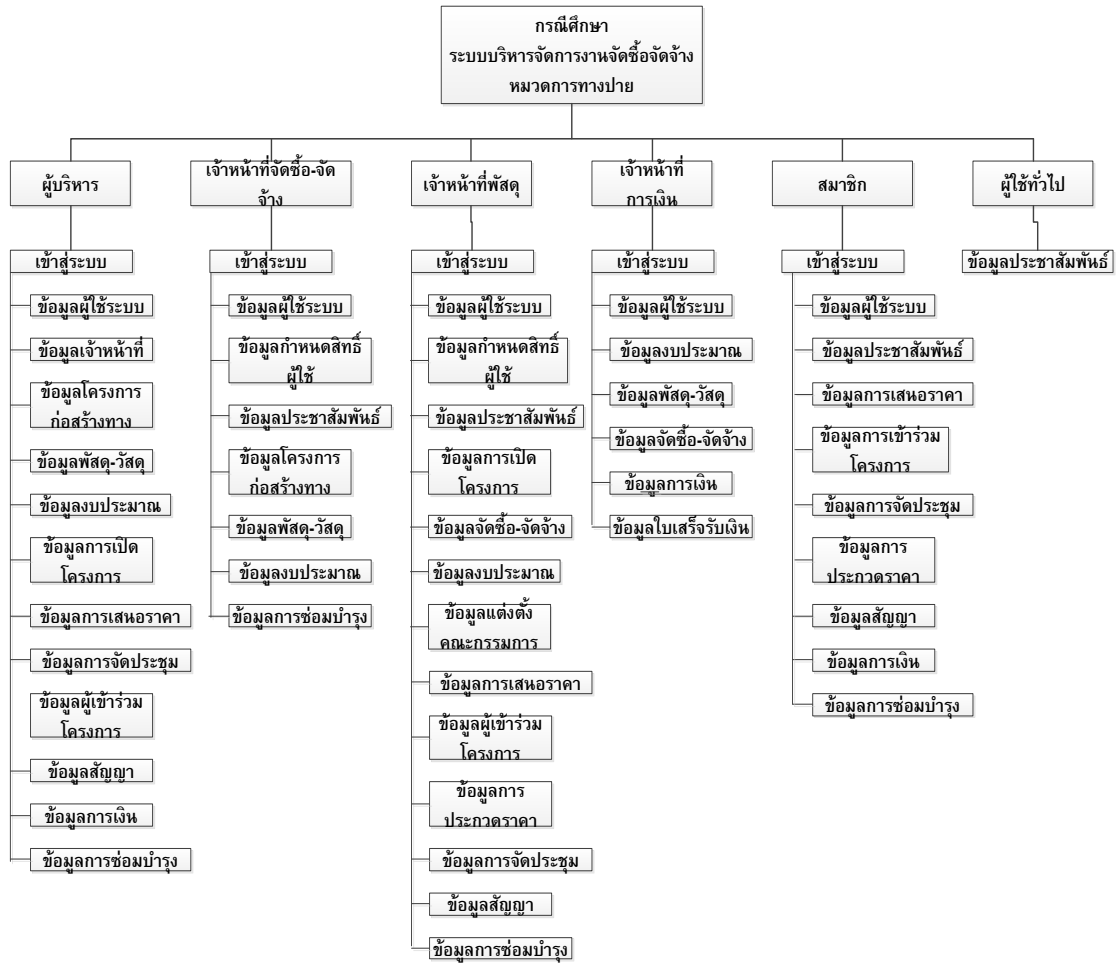 กรณีศึกษา
ระบบบริหารจัดการงานจัดซื้อจัดจ้าง
หมวดการทางปาย
ผู้บริหาร
เข้าสู่ระบบ
ข้อมูลผู้ใช้ระบบ
ข้อมูลเจ้าหน้าที่
ข้อมูลโครงการ
ก่อสร้างทาง
ข้อมูลพัสดุ-วัสดุ
ข้อมูลงบประมาณ
ข้อมูลการเปิด
โครงการ
ข้อมูลการเสนอราคา
ข้อมูลการจัดประชุม
ข้อมูลผู้เข้าร่วม
โครงการ
ข้อมูลสัญญา
ข้อมูลการเงิน
ข้อมูลการซ่อมบำรุง
เจ้าหน้าที่จัดซื้อ-จัด
จ้าง
เข้าสู่ระบบ
ข้อมูลผู้ใช้ระบบ
ข้อมูลกำหนดสิทธิ์
ผู้ใช้
ข้อมูลประชาสัมพันธ์
ข้อมูลโครงการ
ก่อสร้างทาง
ข้อมูลพัสดุ-วัสดุ
ข้อมูลงบประมาณ
ข้อมูลการซ่อมบำรุง
เจ้าหน้าที่พัสดุ
เข้าสู่ระบบ
ข้อมูลผู้ใช้ระบบ
ข้อมูลกำหนดสิทธิ์
ผู้ใช้
ข้อมูลประชาสัมพันธ์
ข้อมูลการเปิด
โครงการ
ข้อมูลจัดซื้อ-จัดจ้าง
ข้อมูลงบประมาณ
ข้อมูลแต่งตั้ง
คณะกรรมการ
ข้อมูลการเสนอราคา
ข้อมูลผู้เข้าร่วม
โครงการ
ข้อมูลการ
ประกวดราคา
ข้อมูลการจัดประชุม
ข้อมูลสัญญา
ข้อมูลการซ่อมบำรุง
เจ้าหน้าที่
การเงิน
เข้าสู่ระบบ
ข้อมูลผู้ใช้ระบบ
ข้อมูลงบประมาณ
ข้อมูลพัสดุ-วัสดุ
ข้อมูลจัดซื้อ-จัดจ้าง
ข้อมูลการเงิน
ข้อมูลใบเสร็จรับเงิน
สมาชิก
เข้าสู่ระบบ
ข้อมูลผู้ใช้ระบบ
ข้อมูลประชาสัมพันธ์
ข้อมูลการเสนอราคา
ข้อมูลการเข้าร่วม
โครงการ
ข้อมูลการจัดประชุม
ข้อมูลการ
ประกวดราคา
ข้อมูลสัญญา
ข้อมูลการเงิน
ข้อมูลการซ่อมบำรุง
ผู้ใช้ทั่วไป
ข้อมูลประชาสัมพันธ์